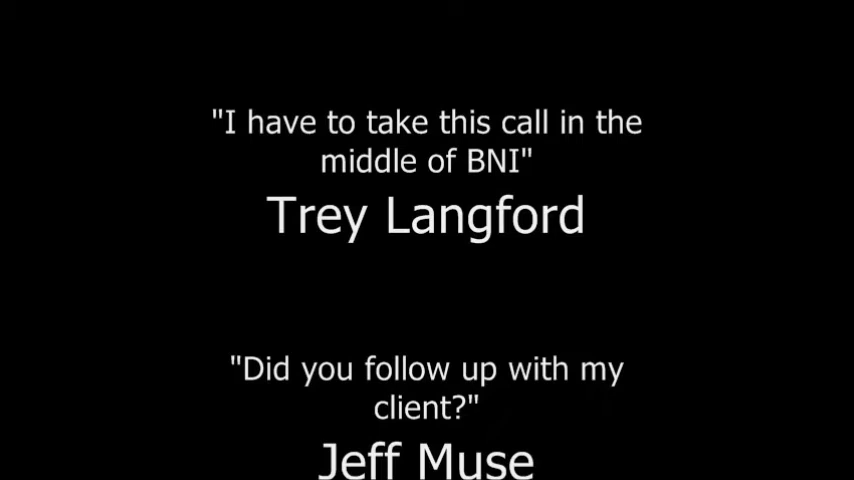 "I have to take this call in the
middle of BNI"
Trey Langford
"Did you follow up with my
client?"
Jeff Muse